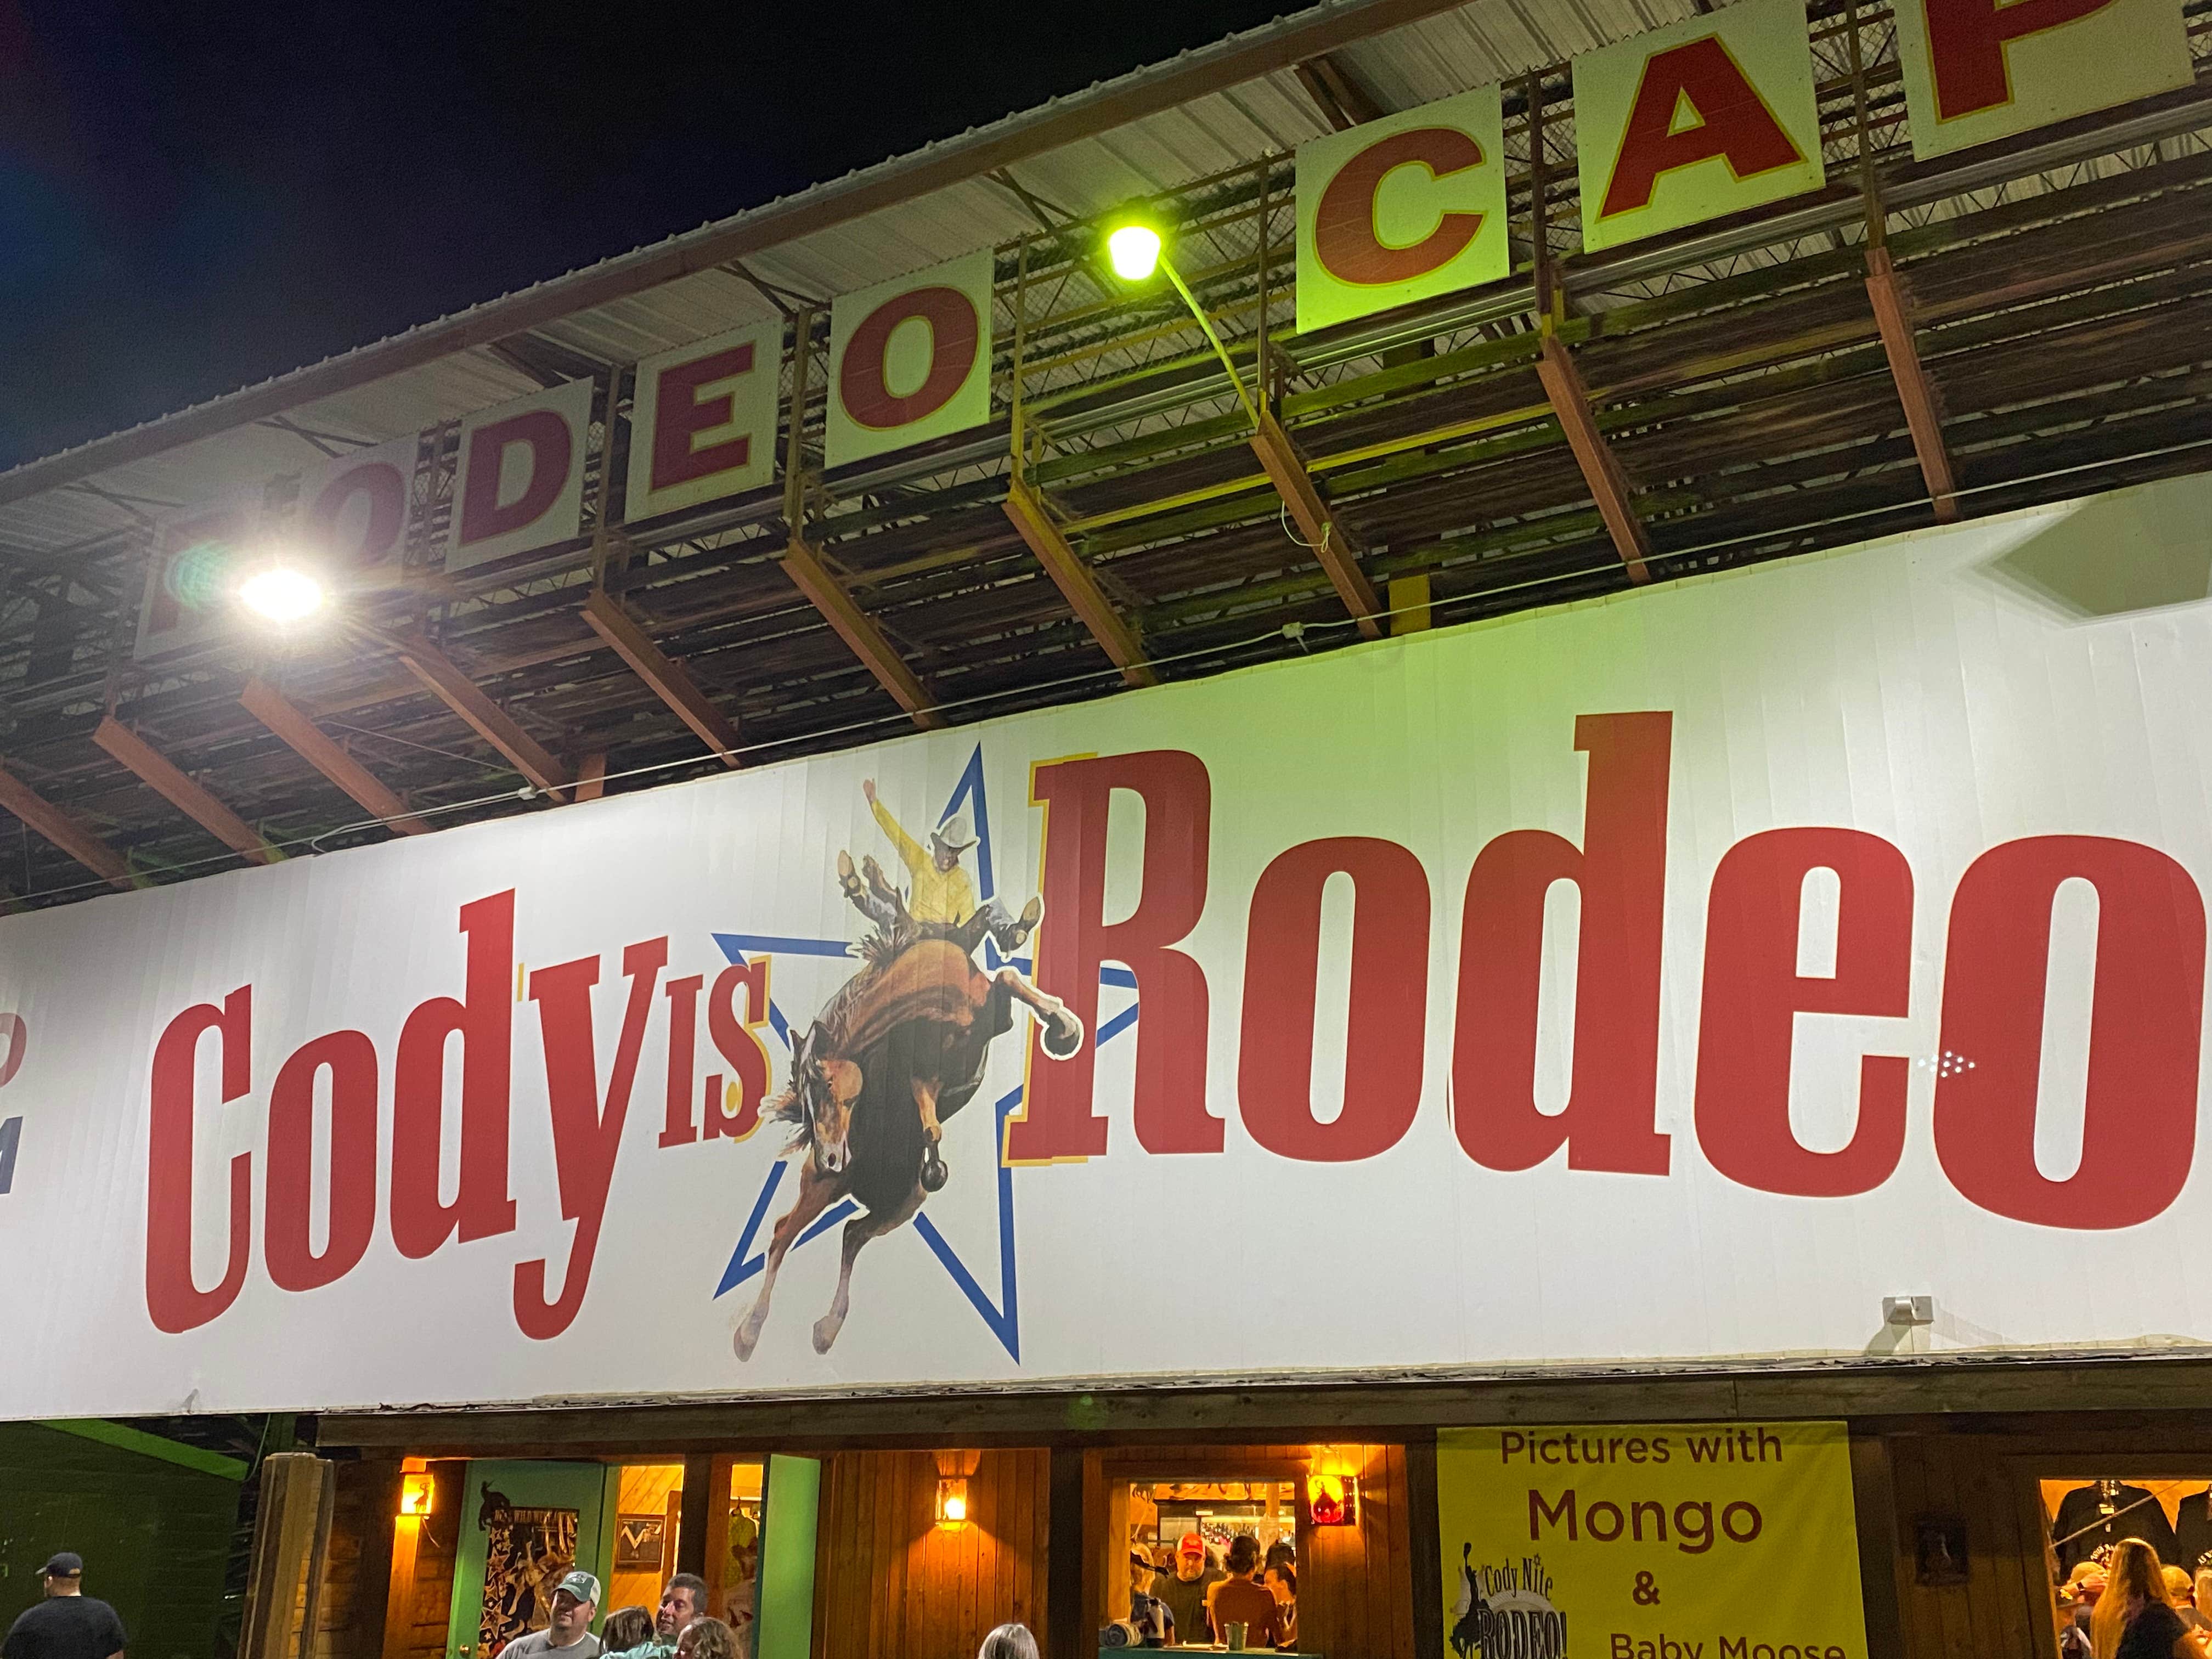 RODEO CAP
Cody IS Rodeo
Pictures with
Mongo
&
Baby Moose
Cody Nite
RODEO!